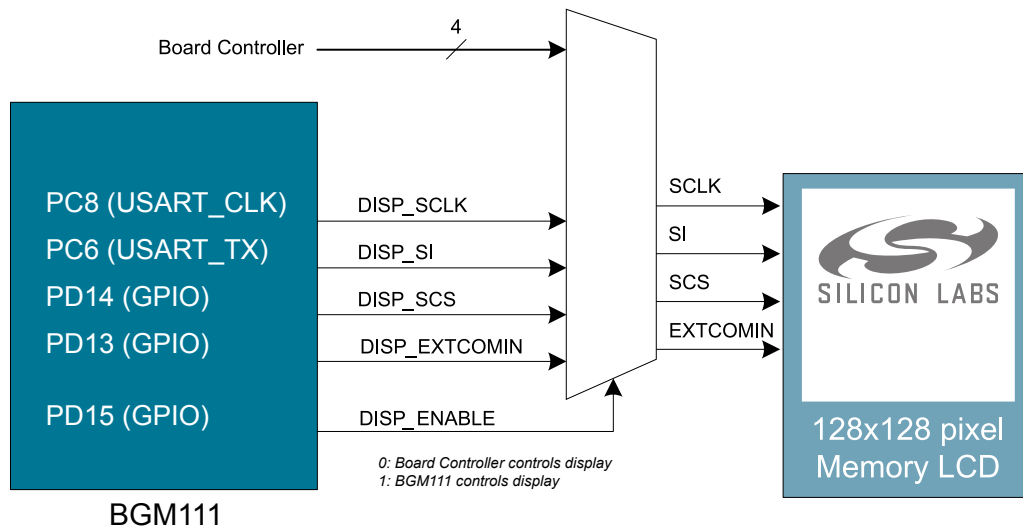 4
Board Controller
PC8 (USART_CLK)
DISP_SCLK
SCLK
PC6 (USART_TX)
DISP_SI
SI
PD14 (GPIO)
DISP_SCS
SCS
PD13 (GPIO)
DISP_EXTCOMIN
EXTCOMIN
PD15 (GPIO)
DISP_ENABLE
0: Board Controller controls display
1: BGM111 controls display
BGM111
SILICON LABS
128x128 pixel
Memory LCD